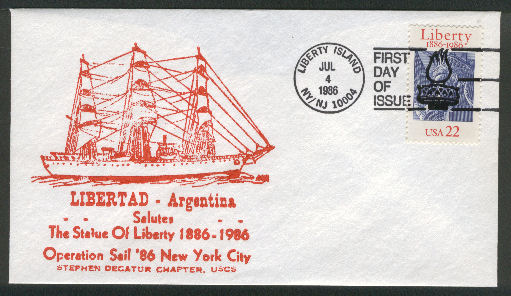 Liberty
1886-1986
LIBERTY ISLAND
JUL
4
1986
NY/NJ 10004
FIRST
DAY
OF
ISSUE
USA 22
LIBERTAD - Argentina
- - Salutes - -
The Statue Of Liberty 1886-1986
Operation Sail '86 New York City
STEPHEN DECATUR CHAPTER, USCS